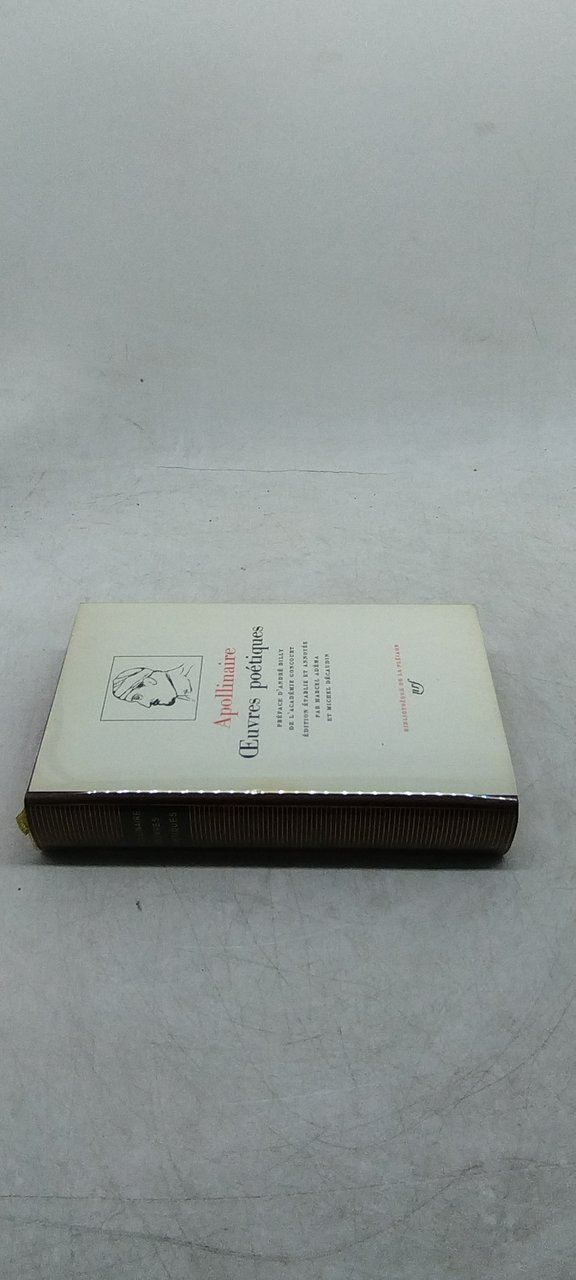 Apollinaire
Œuvres poétiques
PRÉFACE D'ANDRÉ BILLY
DE L'ACADÉMIE GONCOURT
ÉDITION ÉTABLIE ET ANNOTÉE
PAR MARCEL ADÉMA
ET MICHEL DÉCAUDIN
BIBLIOTHÈQUE DE LA PLÉIADE
nrf